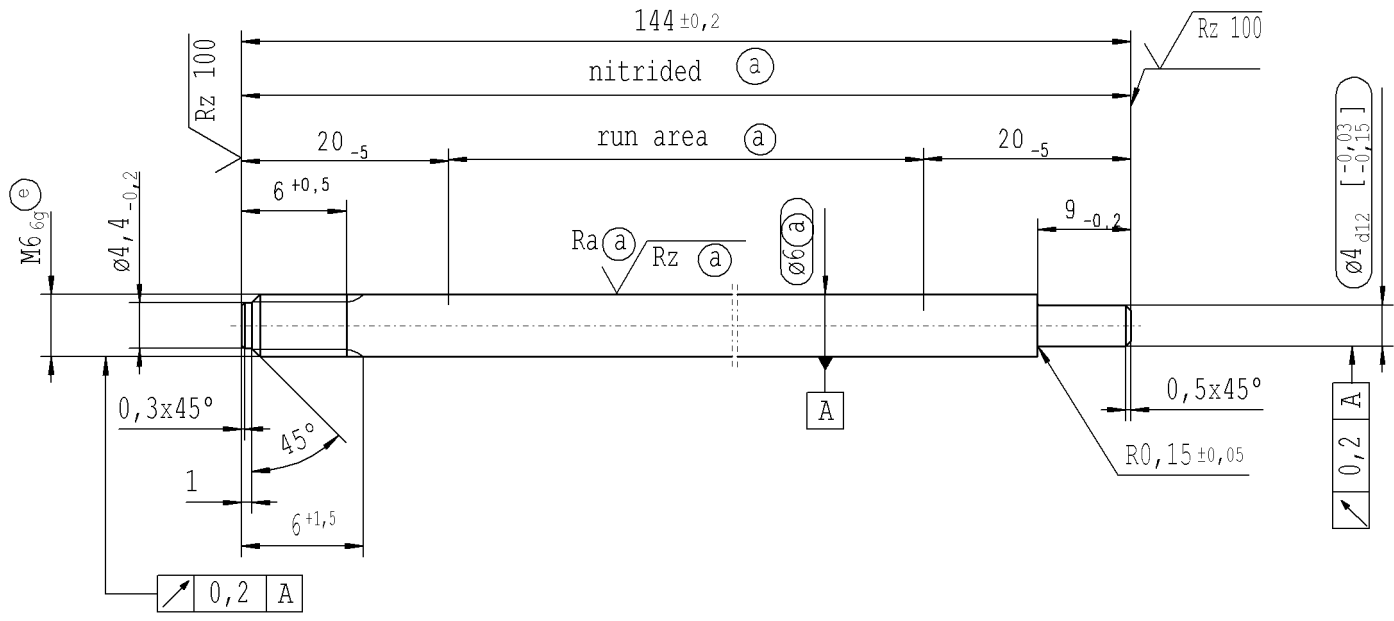 144 ±0,2
Rz 100
Rz 100
nitrided a
20 -5
run area a
20 -5
ø4 d12 [-0,03 -0,15]
6 +0,5
9 -0,2
M6 6g e
ø4,4 -0,2
Ra a
Rz a
ø6 a
A
0,3x45°
45°
0,5x45°
R0,15 ±0,05
0,2 A
1
6 +1,5
0,2 A